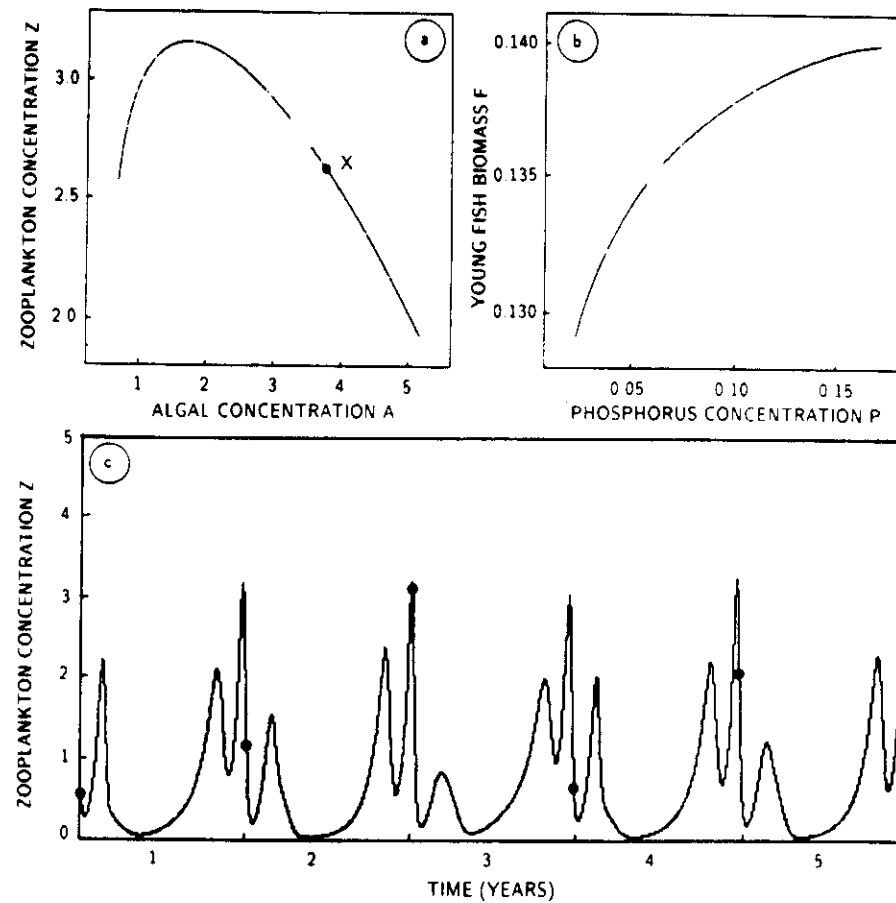 ZOOPLANKTON CONCENTRATION Z
3.0
2.5
2 0
1 2 3 4 5
ALGAL CONCENTRATION A
a
X
YOUNG FISH BIOMASS F
0.140
0.135
0.130
0 05 0 10 0 15
PHOSPHORUS CONCENTRATION P
b
ZOOPLANKTON CONCENTRATION Z
5
4
3
2
1
0
c
1 2 3 4 5
TIME (YEARS)